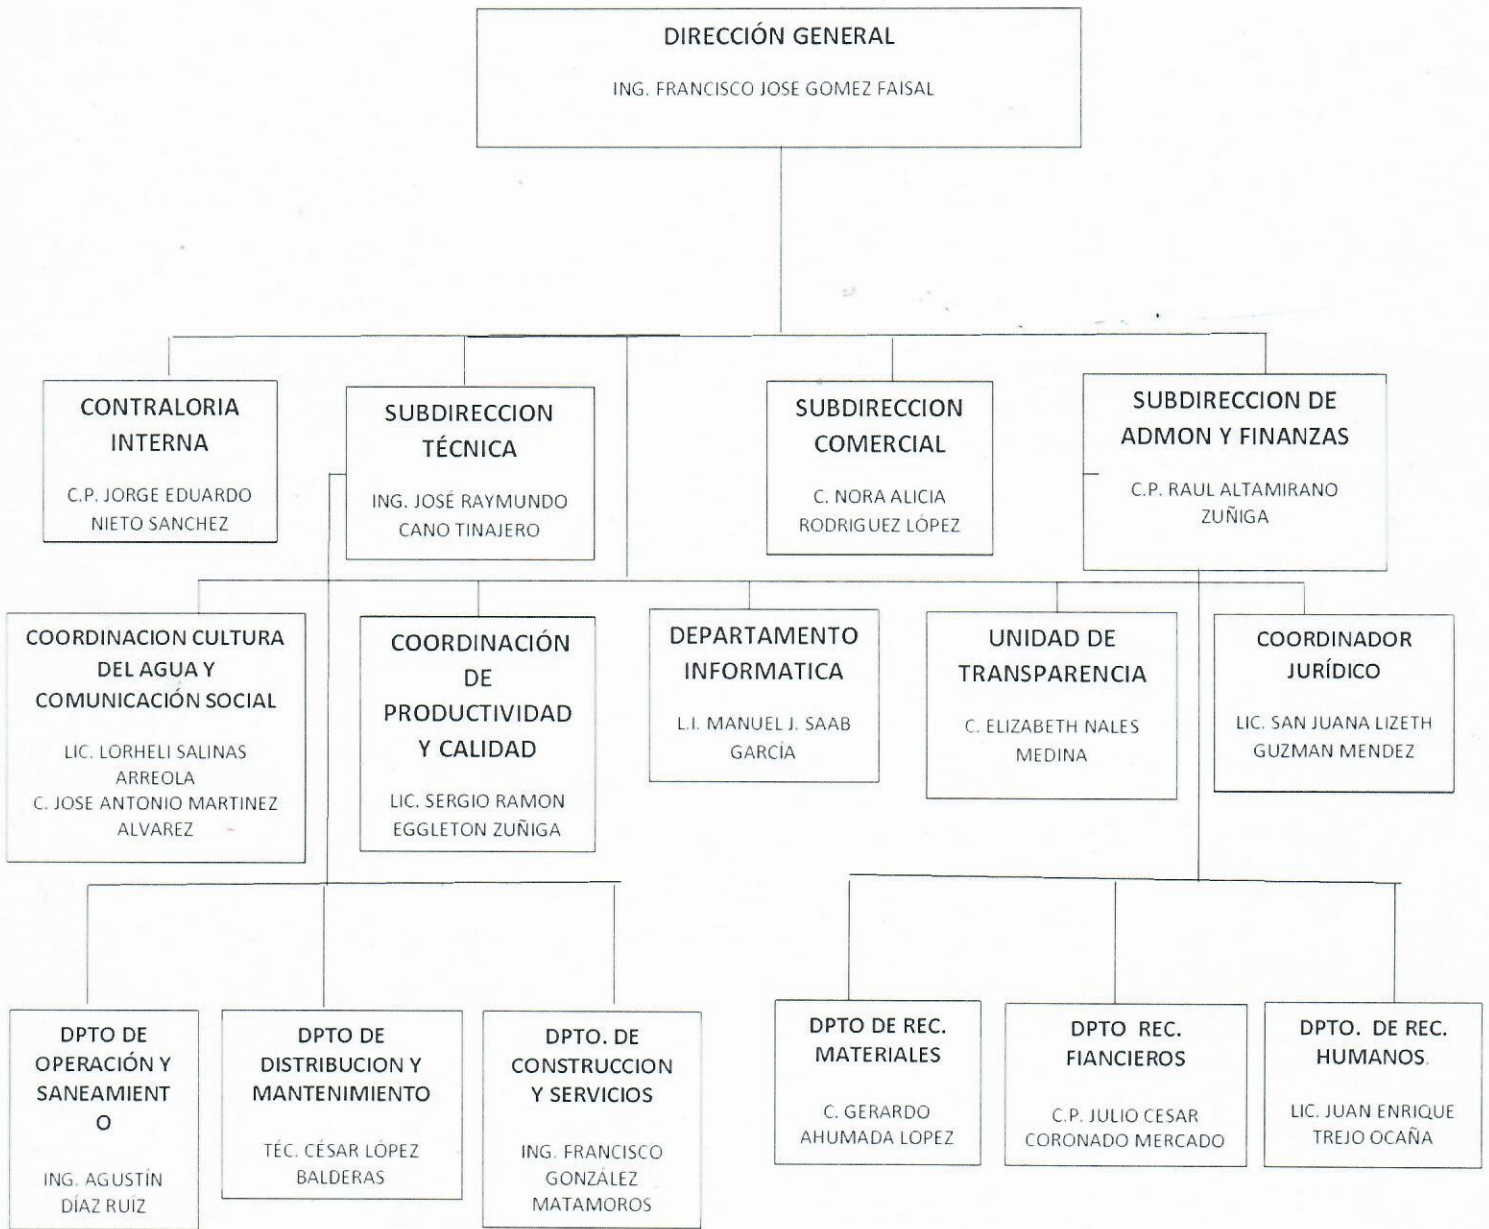 DIRECCIÓN GENERAL
ING. FRANCISCO JOSE GOMEZ FAISAL
CONTRALORIA
INTERNA
C.P. JORGE EDUARDO
NIETO SANCHEZ
SUBDIRECCION
TÉCNICA
ING. JOSÉ RAYMUNDO
CANO TINAJERO
SUBDIRECCION
COMERCIAL
C. NORA ALICIA
RODRIGUEZ LÓPEZ
SUBDIRECCION DE
ADMON Y FINANZAS
C.P. RAUL ALTAMIRANO
ZUÑIGA
COORDINACION CULTURA
DEL AGUA Y
COMUNICACIÓN SOCIAL
LIC. LORHELI SALINAS
ARREOLA
C. JOSE ANTONIO MARTINEZ
ALVAREZ
COORDINACIÓN
DE
PRODUCTIVIDAD
Y CALIDAD
LIC. SERGIO RAMON
EGGLETON ZUÑIGA
DEPARTAMENTO
INFORMATICA
L.I. MANUEL J. SAAB
GARCÍA
UNIDAD DE
TRANSPARENCIA
C. ELIZABETH NALES
MEDINA
COORDINADOR
JURÍDICO
LIC. SAN JUANA LIZETH
GUZMAN MENDEZ
DPTO DE
OPERACIÓN Y
SANEAMIENT
O
ING. AGUSTÍN
DÍAZ RUÍZ
DPTO DE
DISTRIBUCION Y
MANTENIMIENTO
TÉC. CÉSAR LÓPEZ
BALDERAS
DPTO. DE
CONSTRUCCION
Y SERVICIOS
ING. FRANCISCO
GONZÁLEZ
MATAMOROS
DPTO DE REC.
MATERIALES
C. GERARDO
AHUMADA LOPEZ
DPTO REC.
FIANCIEROS
C.P. JULIO CESAR
CORONADO MERCADO
DPTO. DE REC.
HUMANOS.
LIC. JUAN ENRIQUE
TREJO OCAÑA